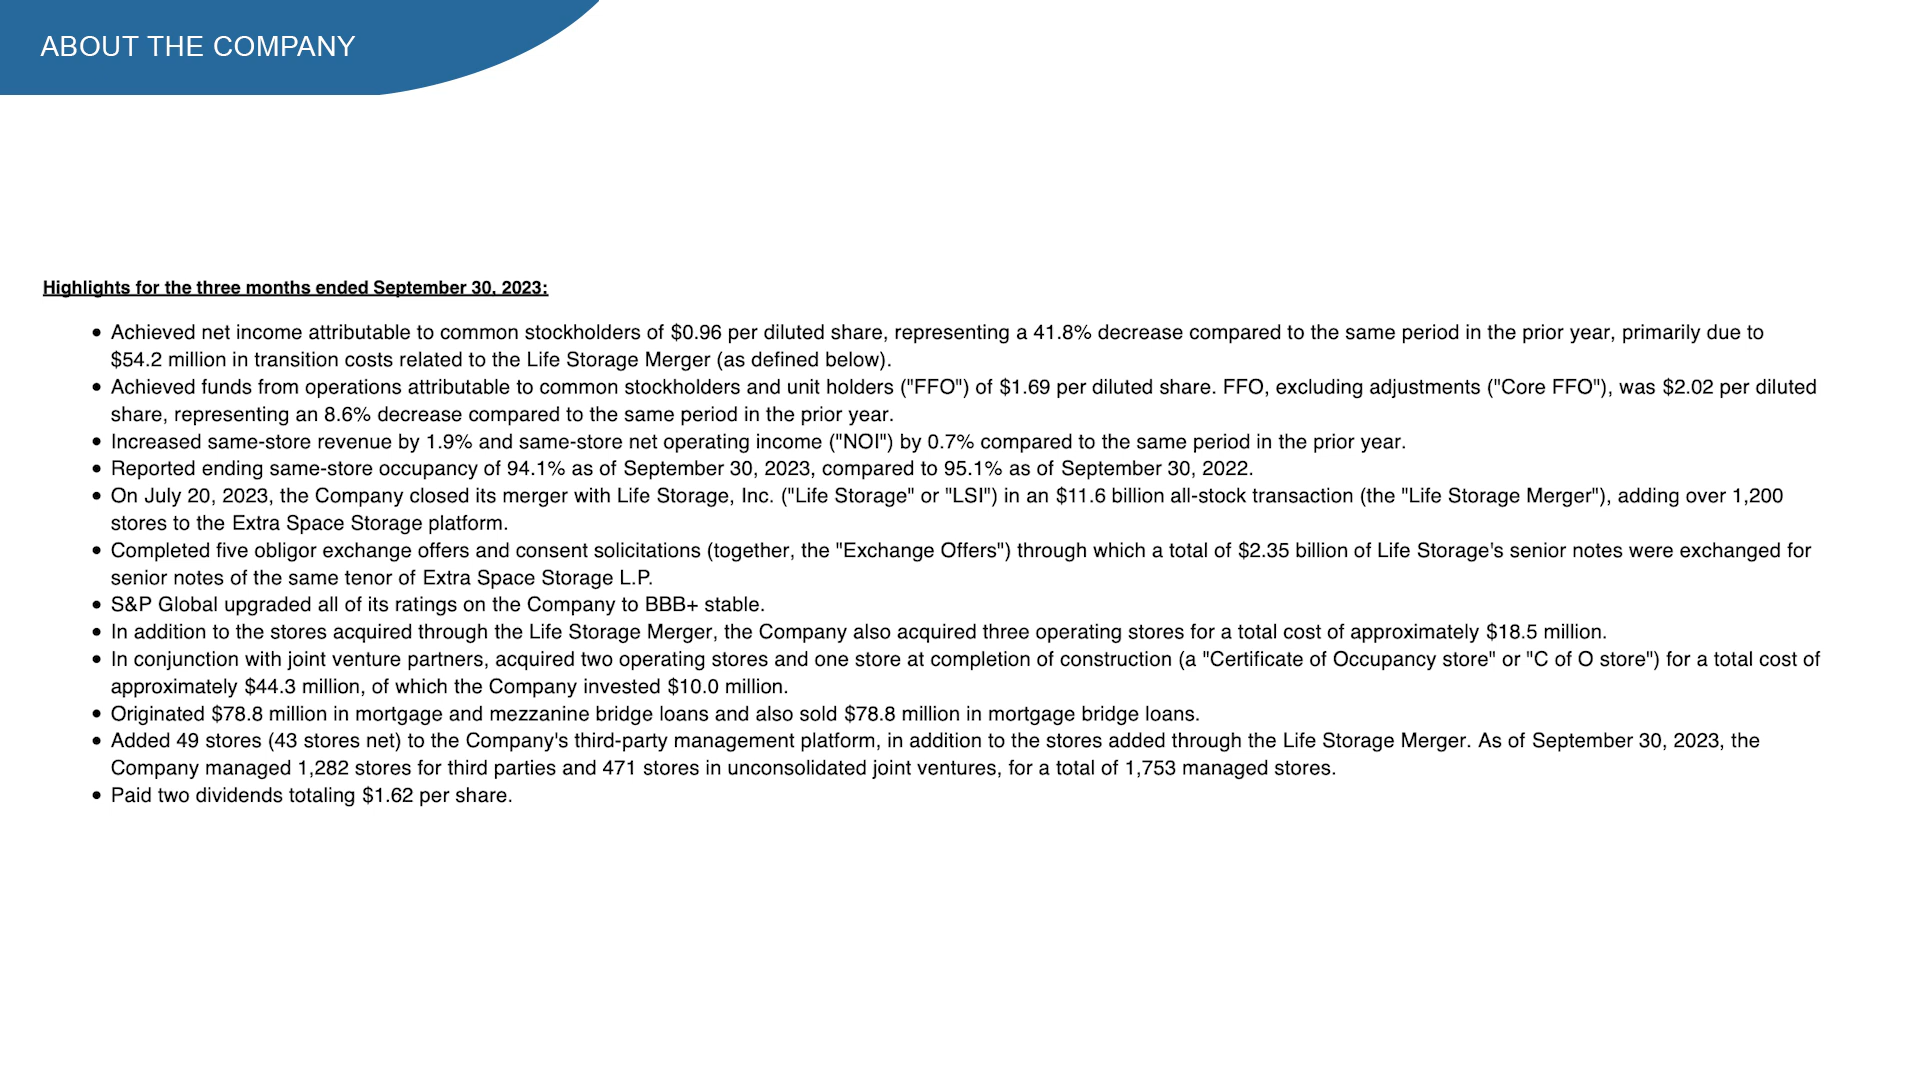 ABOUT THE COMPANY
Highlights for the three months ended September 30, 2023:
• Achieved net income attributable to common stockholders of $0.96 per diluted share, representing a 41.8% decrease compared to the same period in the prior year, primarily due to
$54.2 million in transition costs related to the Life Storage Merger (as defined below).
• Achieved funds from operations attributable to common stockholders and unit holders ("FFO") of $1.69 per diluted share. FFO, excluding adjustments ("Core FFO"), was $2.02 per diluted
share, representing an 8.6% decrease compared to the same period in the prior year.
• Increased same-store revenue by 1.9% and same-store net operating income ("NOI") by 0.7% compared to the same period in the prior year.
• Reported ending same-store occupancy of 94.1% as of September 30, 2023, compared to 95.1% as of September 30, 2022.
• On July 20, 2023, the Company closed its merger with Life Storage, Inc. ("Life Storage" or "LSI") in an $11.6 billion all-stock transaction (the "Life Storage Merger"), adding over 1,200
stores to the Extra Space Storage platform.
• Completed five obligor exchange offers and consent solicitations (together, the "Exchange Offers") through which a total of $2.35 billion of Life Storage's senior notes were exchanged for
senior notes of the same tenor of Extra Space Storage L.P.
• S&P Global upgraded all of its ratings on the Company to BBB+ stable.
• In addition to the stores acquired through the Life Storage Merger, the Company also acquired three operating stores for a total cost of approximately $18.5 million.
• In conjunction with joint venture partners, acquired two operating stores and one store at completion of construction (a "Certificate of Occupancy store" or "C of O store") for a total cost of
approximately $44.3 million, of which the Company invested $10.0 million.
• Originated $78.8 million in mortgage and mezzanine bridge loans and also sold $78.8 million in mortgage bridge loans.
• Added 49 stores (43 stores net) to the Company's third-party management platform, in addition to the stores added through the Life Storage Merger. As of September 30, 2023, the
Company managed 1,282 stores for third parties and 471 stores in unconsolidated joint ventures, for a total of 1,753 managed stores.
• Paid two dividends totaling $1.62 per share.